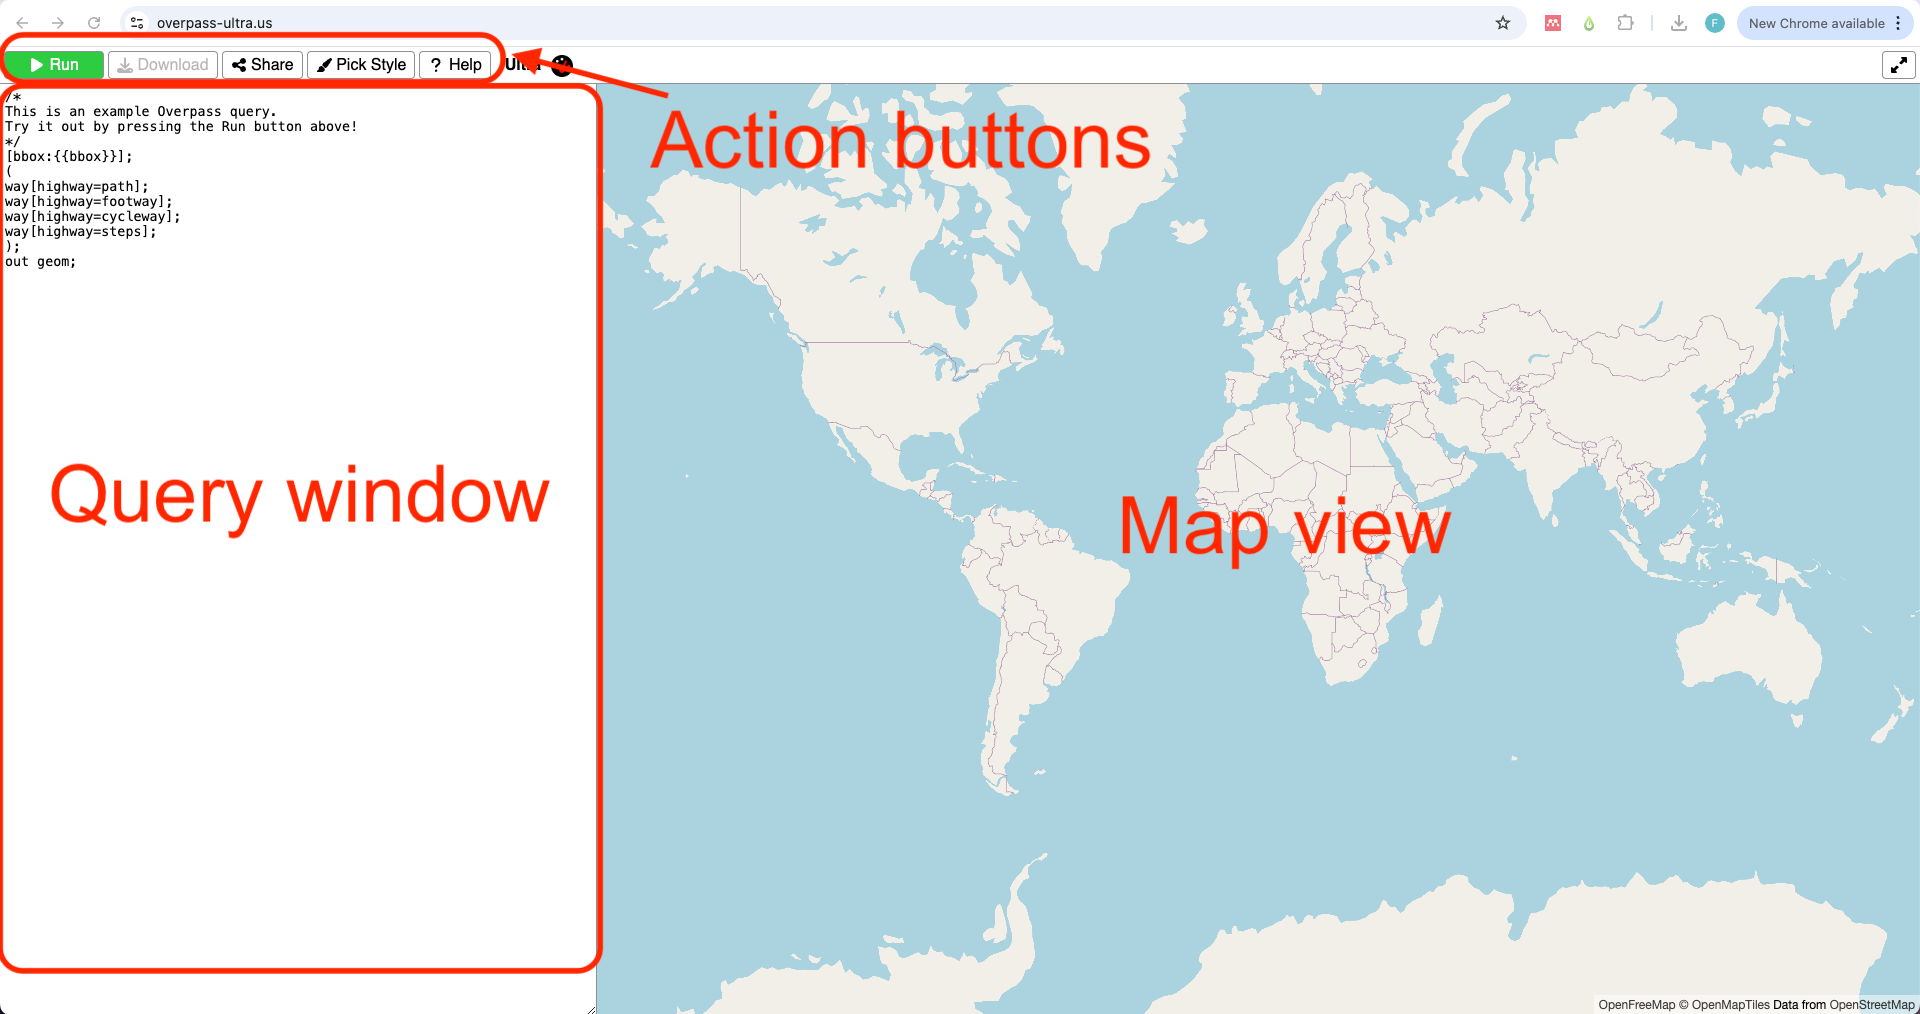 overpass-ultra.us
F
New Chrome available
Run
Download
Share
Pick Style
? Help
Ultra
Action buttons
/*
This is an example Overpass query.
Try it out by pressing the Run button above!
*/
[bbox:{{bbox}}];
(
way[highway=path];
way[highway=footway];
way[highway=cycleway];
way[highway=steps];
);
out geom;
Query window
Map view
OpenFreeMap © OpenMapTiles Data from OpenStreetMap